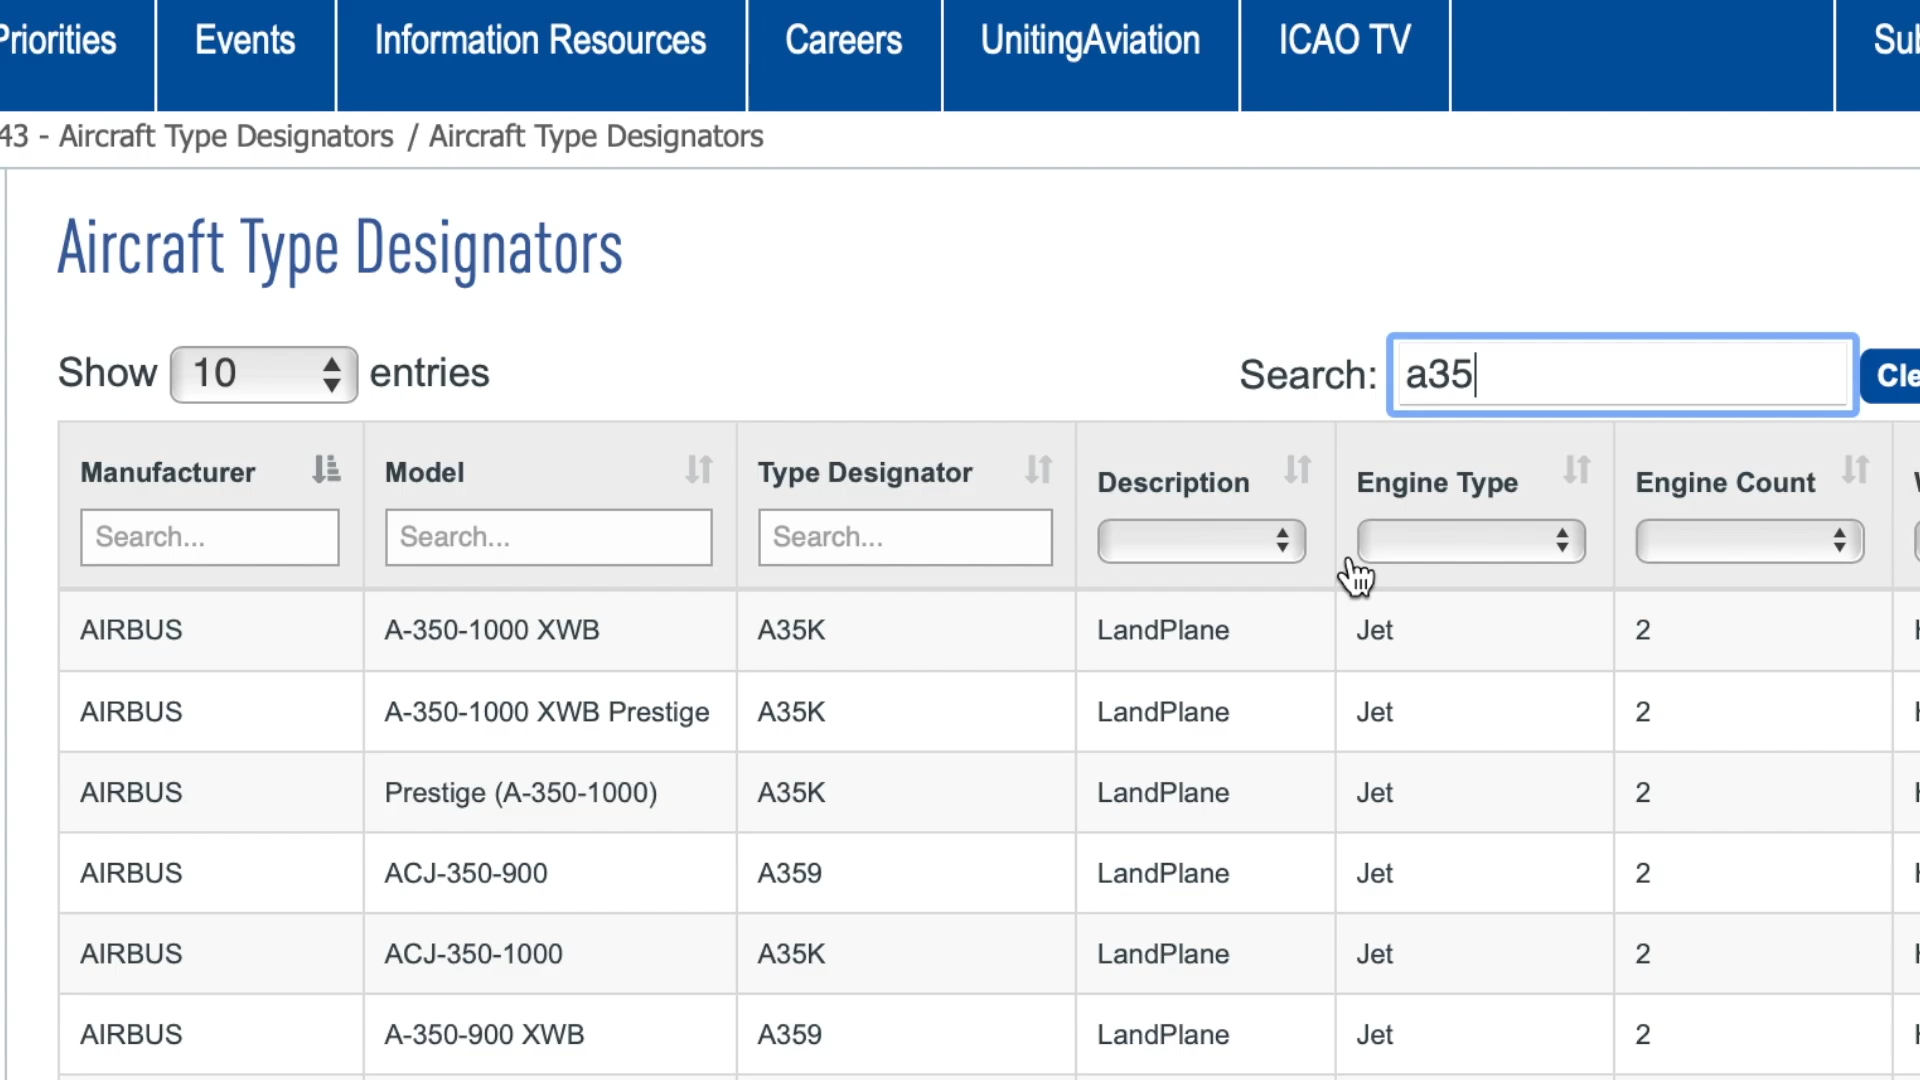 Priorities Events Information Resources Careers UnitingAviation ICAO TV Sub
43 - Aircraft Type Designators / Aircraft Type Designators
Aircraft Type Designators
Show 10 entries Search: a35 Cle
Manufacturer Model Type Designator Description Engine Type Engine Count
Search... Search... Search...
AIRBUS A-350-1000 XWB A35K LandPlane Jet 2
AIRBUS A-350-1000 XWB Prestige A35K LandPlane Jet 2
AIRBUS Prestige (A-350-1000) A35K LandPlane Jet 2
AIRBUS ACJ-350-900 A359 LandPlane Jet 2
AIRBUS ACJ-350-1000 A35K LandPlane Jet 2
AIRBUS A-350-900 XWB A359 LandPlane Jet 2